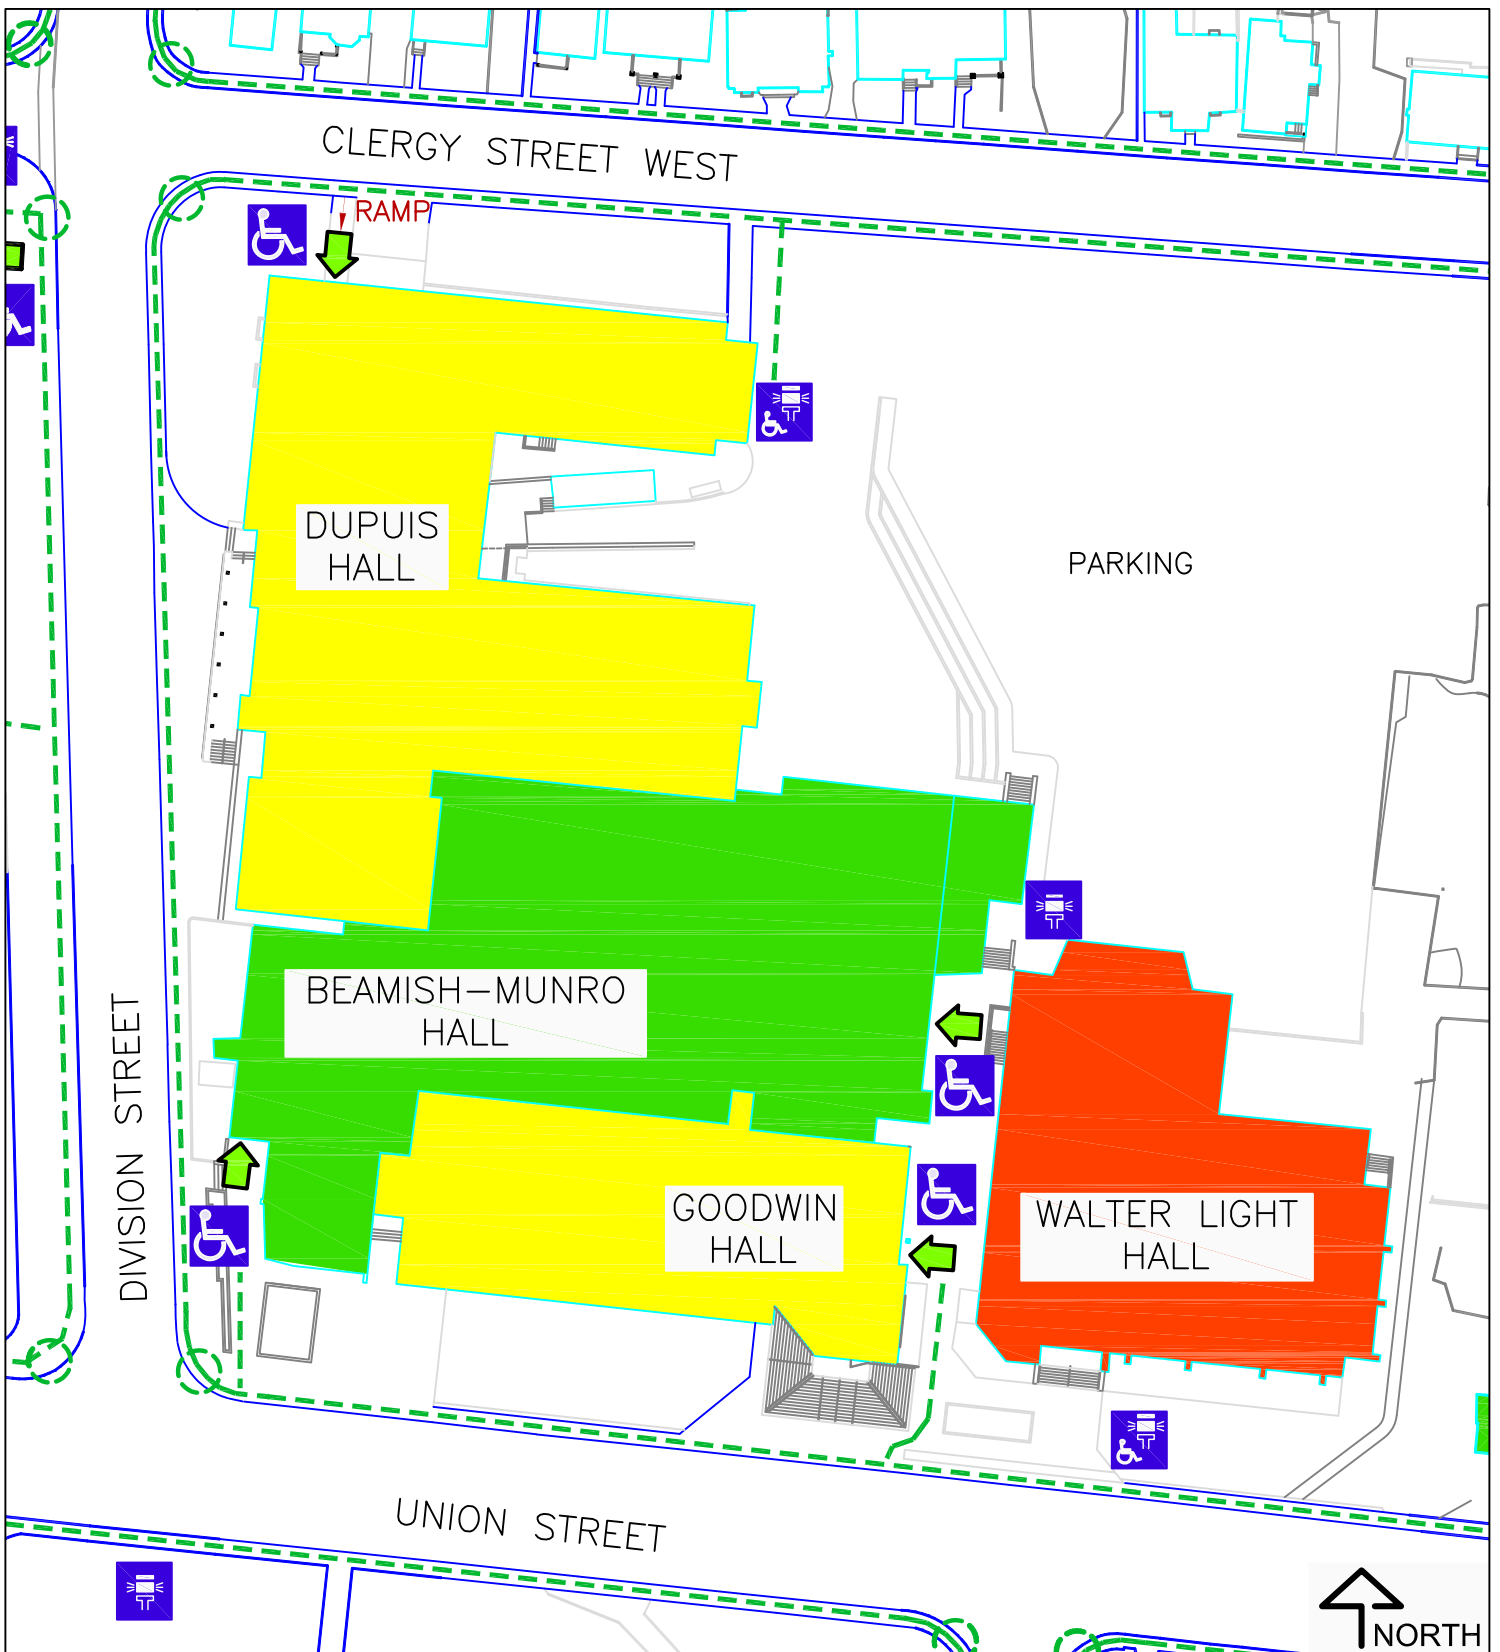 CLERGY STREET WEST
RAMP
DUPUIS
HALL
PARKING
BEAMISH-MUNRO
HALL
DIVISION STREET
GOODWIN
HALL
WALTER LIGHT
HALL
UNION STREET
NORTH